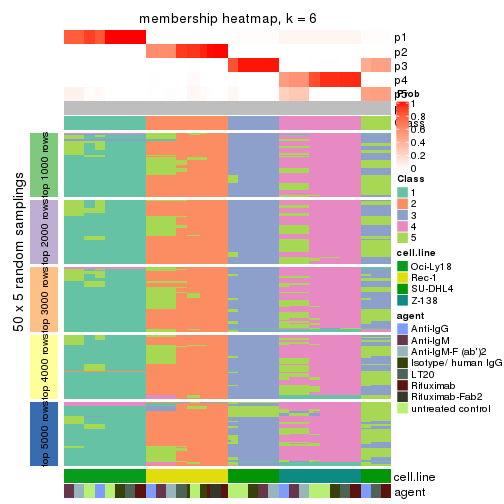 membership heatmap, k = 6
p1
p2
p3
p4
Prob
1
0.8
0.6
0.4
0.2
0
Class
1
2
3
4
5
cell.line
Oci-Ly18
Rec-1
SU-DHL4
Z-138
agent
Anti-IgG
Anti-IgM
Anti-IgM-F (ab')2
Isotype/ human IgG
LT20
Rituximab
Rituximab-Fab2
untreated control
50 x 5 random samplings
top 1000 rows
top 2000 rows
top 3000 rows
top 4000 rows
top 5000 rows
cell.line
agent